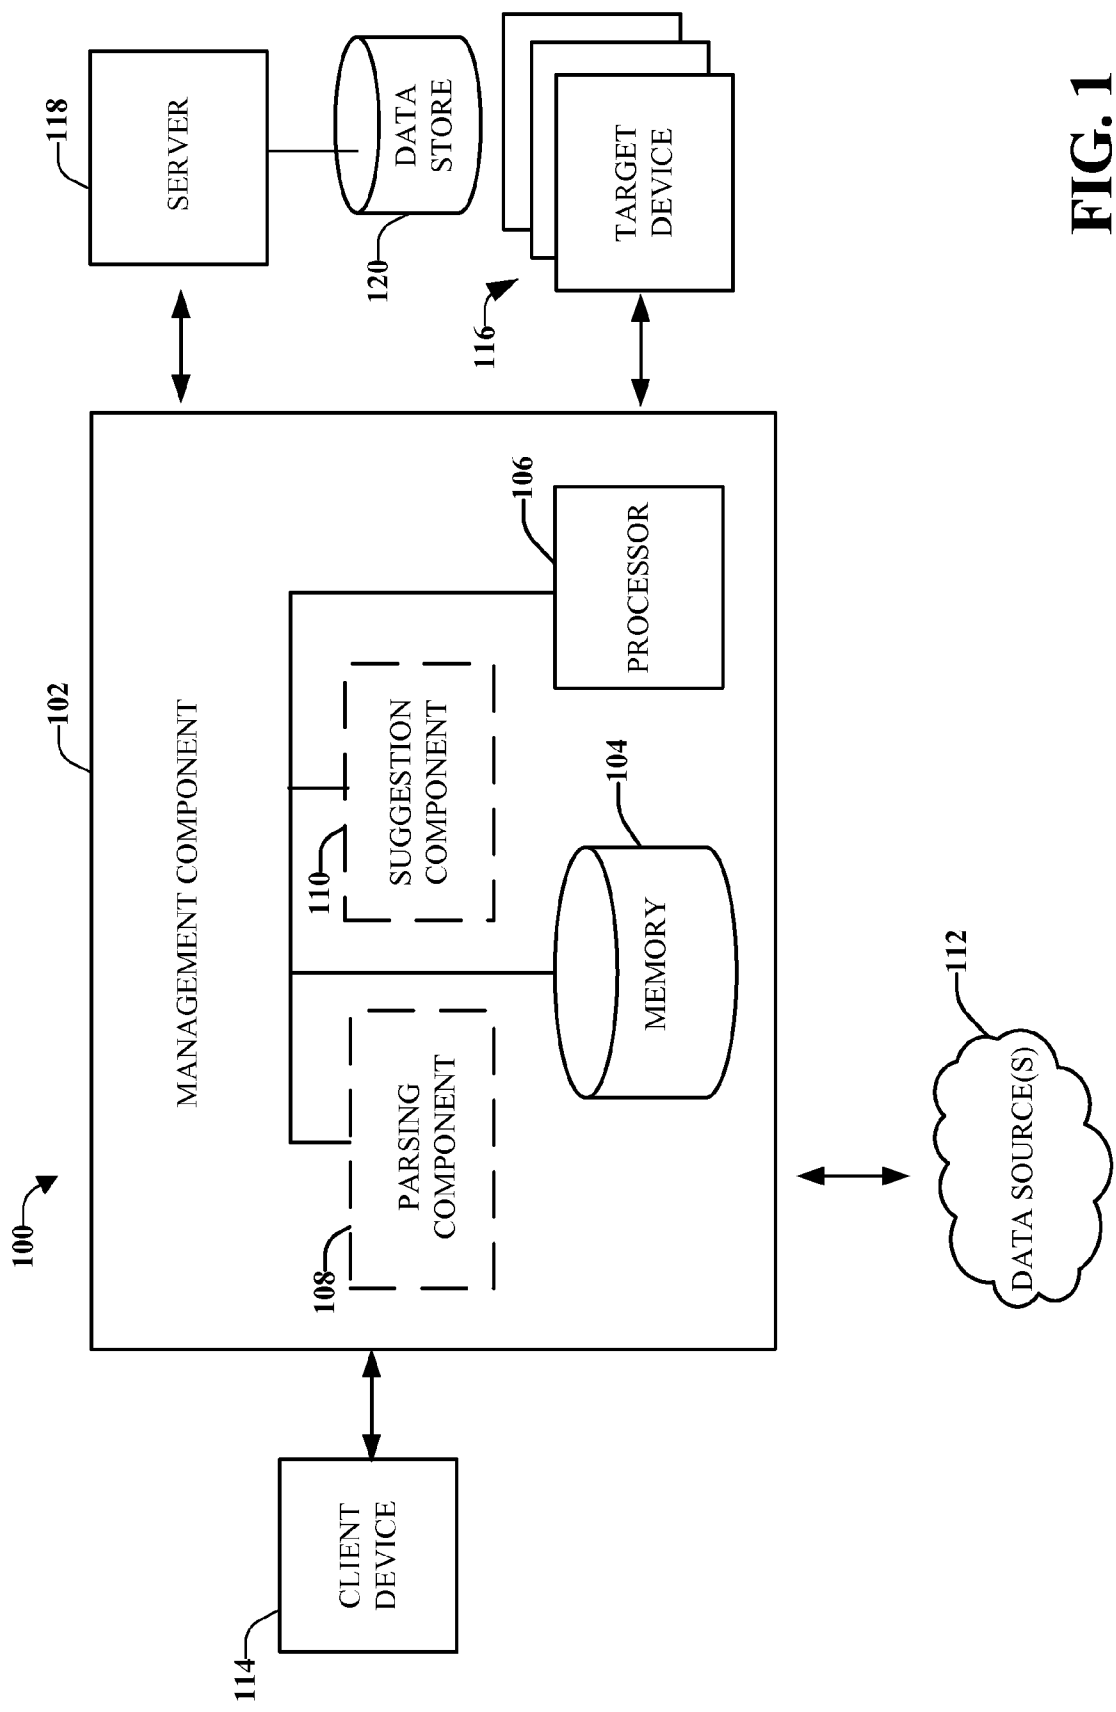 100
102
MANAGEMENT COMPONENT
118
SERVER
114
CLIENT
DEVICE
108
PARSING
COMPONENT
110
SUGGESTION
COMPONENT
120
DATA
STORE
104
MEMORY
106
PROCESSOR
116
TARGET
DEVICE
112
DATA SOURCE(S)
FIG. 1